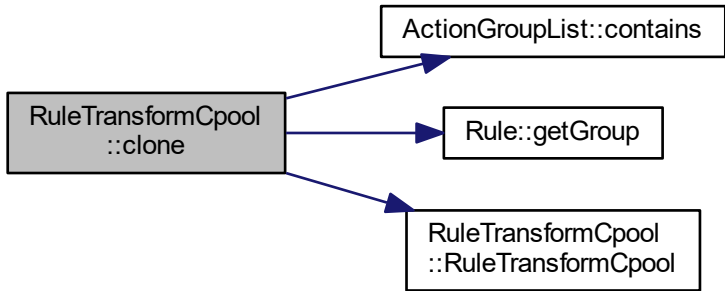 ActionGroupList::contains
RuleTransformCpool
::clone
Rule::getGroup
RuleTransformCpool
::RuleTransformCpool